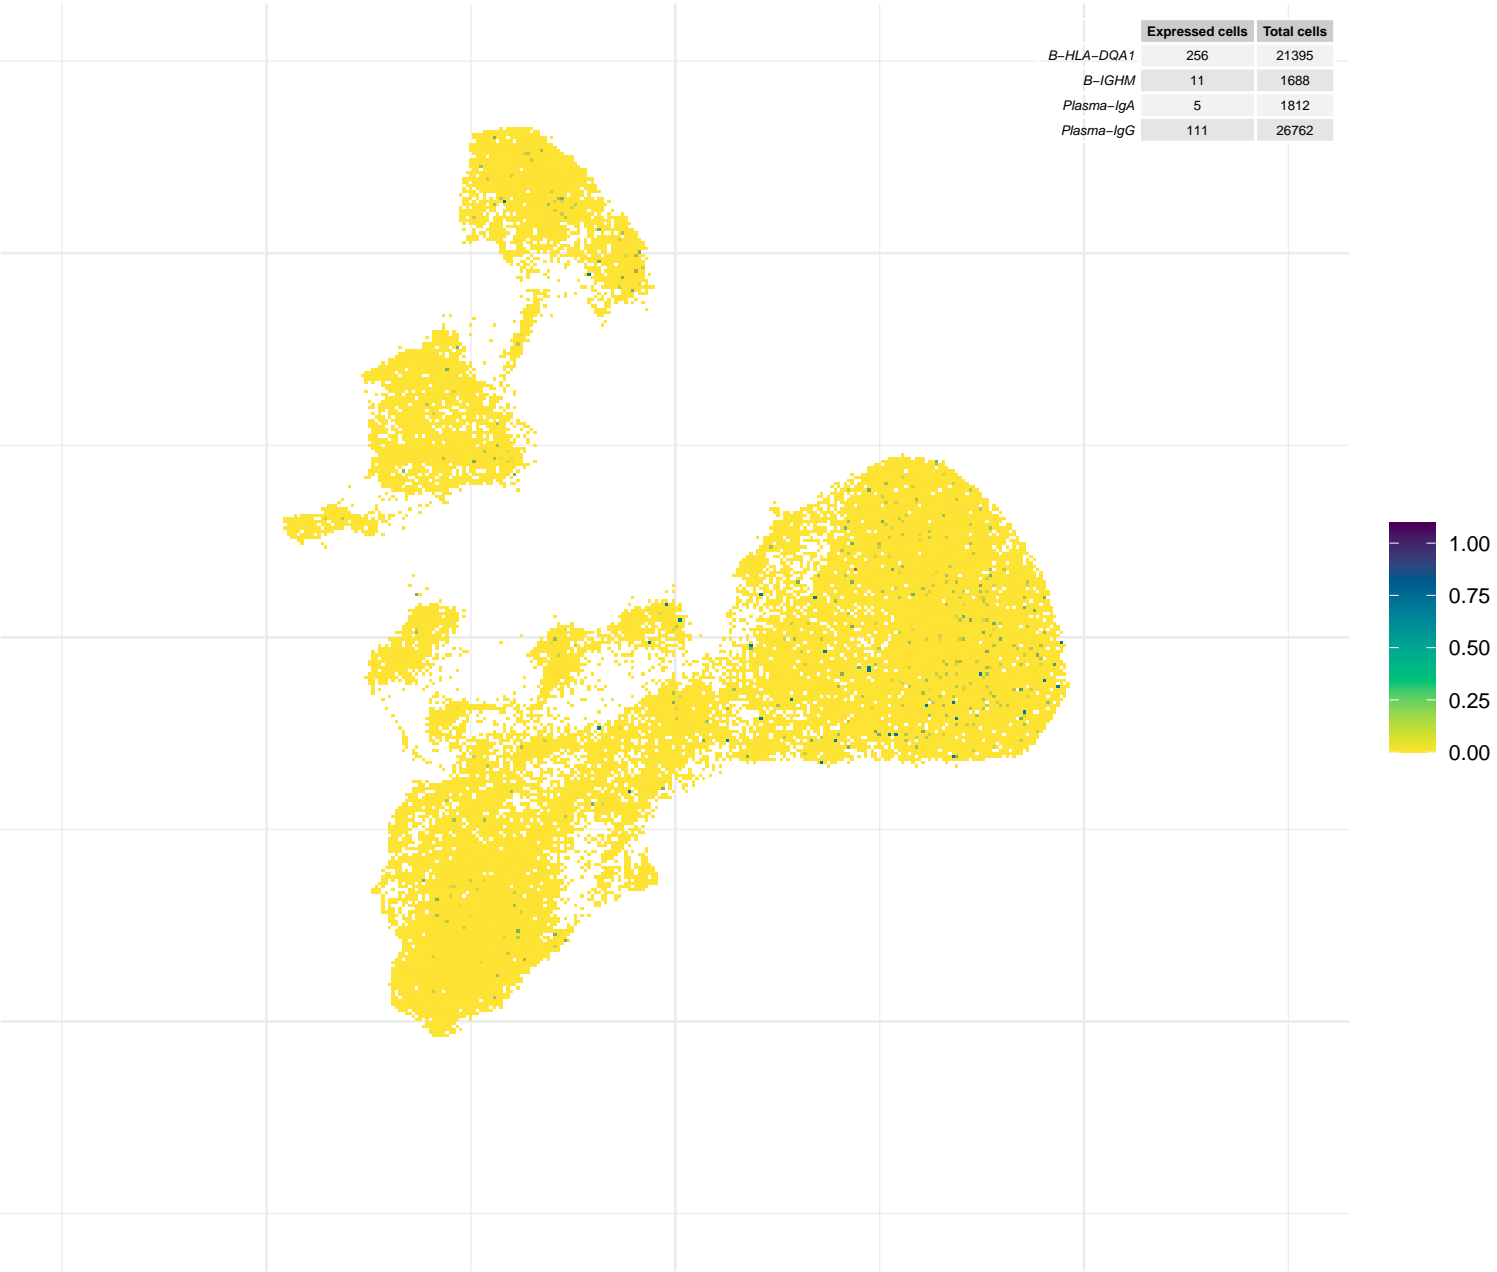 Expressed cells Total cells
B−HLA−DQA1 256 21395
B−IGHM 11 1688
Plasma−IgA 5 1812
Plasma−IgG 111 26762
1.00
0.75
0.50
0.25
0.00